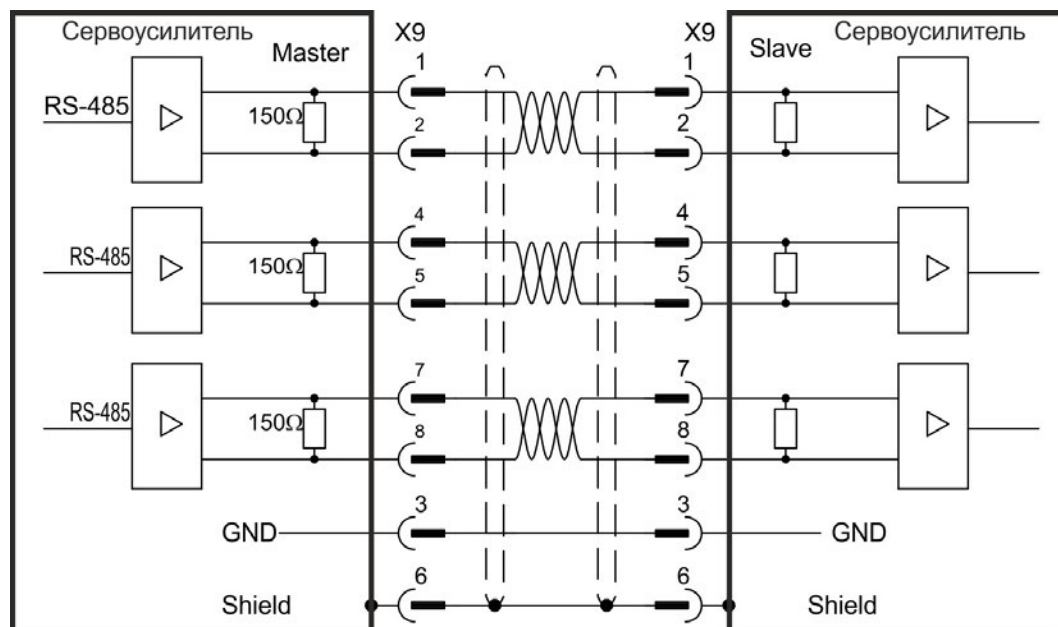 Сервоусилитель X9 X9 Сервоусилитель
Master Slave
1 1
RS-485 150Ω
2 2
4 4
RS-485 150Ω
5 5
7 7
RS-485 150Ω
8 8
3 3
GND GND
6 6
Shield Shield